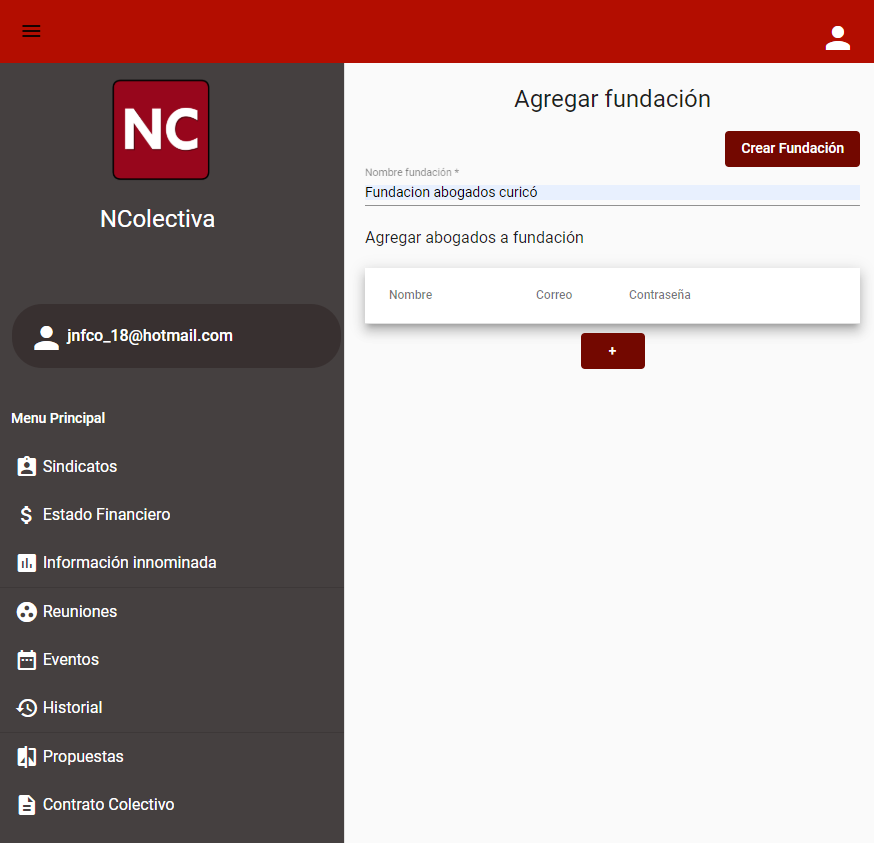 NC
NColectiva
jnfco_18@hotmail.com
Menu Principal
Sindicatos
Estado Financiero
Información innominada
Reuniones
Eventos
Historial
Propuestas
Contrato Colectivo
Agregar fundación
Crear Fundación
Nombre fundación *
Fundacion abogados curicó
Agregar abogados a fundación
Nombre Correo Contraseña
+